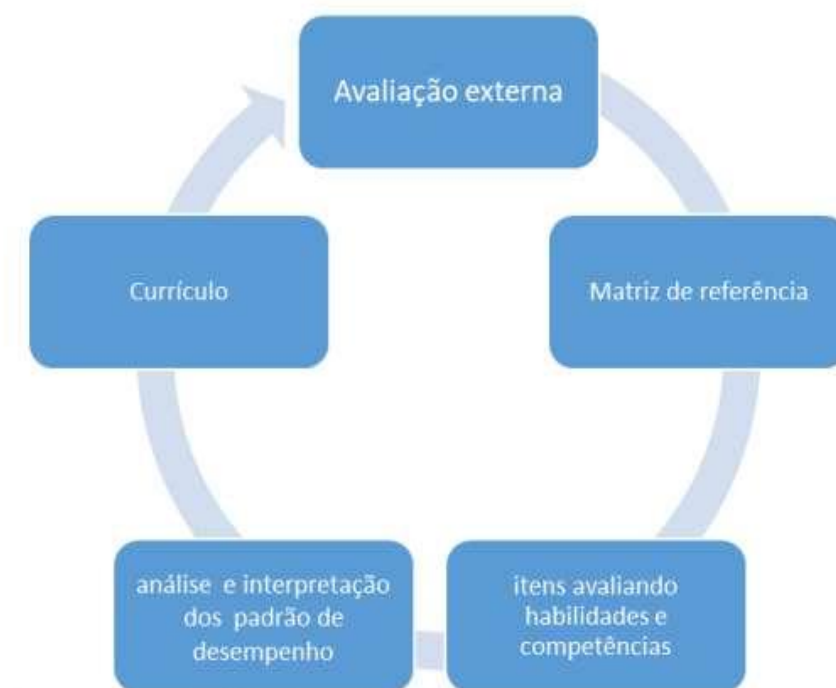 Avaliação externa
Matriz de referência
itens avaliando
habilidades e
competências
análise e interpretação
dos padrão de
desempenho
Currículo